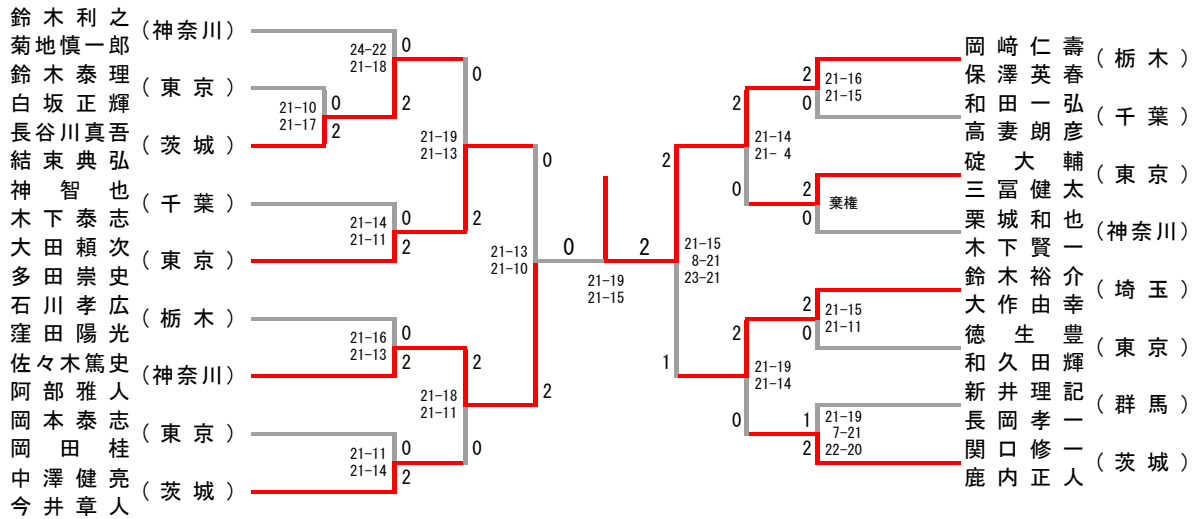 鈴木利之
菊地慎一郎
(神奈川)
鈴木泰理
白坂正輝
(東京)
長谷川真吾
結束典弘
(茨城)
神智也
木下泰志
(千葉)
大田頼次
多田崇史
(東京)
石川孝広
窪田陽光
(栃木)
佐々木篤史
阿部雅人
(神奈川)
岡本泰志
岡田桂
(東京)
中澤健亮
今井章人
(茨城)
21-10
21-17
0
2
24-22
21-18
0
2
21-14
21-11
0
2
21-16
21-13
0
2
21-11
21-14
0
2
21-19
21-13
0
2
21-18
21-11
2
0
21-13
21-10
0
2
0
2
21-19
21-15
21-15
8-21
23-21
2
1
21-14
21- 4
2
0
21-19
21-14
2
0
21-16
21-15
2
0
棄権
2
0
21-15
21-11
2
0
21-19
7-21
22-20
1
2
岡﨑仁壽
保澤英春
(栃木)
和田一弘
高妻朗彦
(千葉)
碇大輔
三冨健太
(東京)
栗城和也
木下賢一
(神奈川)
鈴木裕介
大作由幸
(埼玉)
徳生豊
和久田輝
(東京)
新井理記
長岡孝一
(群馬)
関口修一
鹿内正人
(茨城)